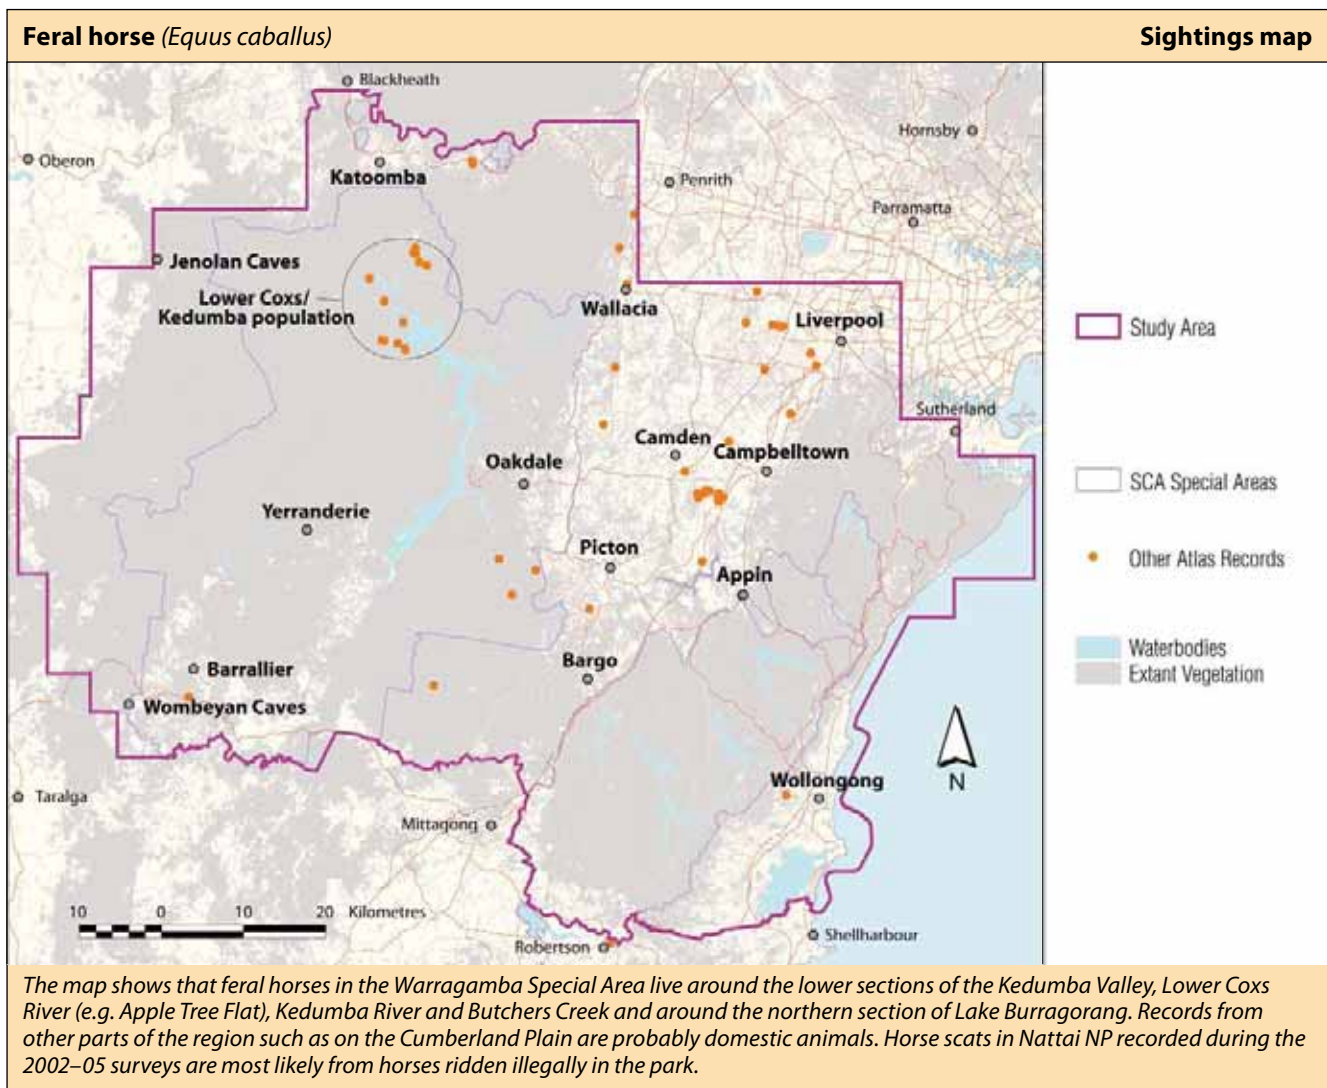 Feral horse (Equus caballus)
Sightings map
Blackheath
Hornsby
Oberon
Katoomba
Penrith
Parramatta
Jenolan Caves
Lower Coxs/
Kedumba population
Wallacia
Liverpool
Study Area
Sutherland
Camden
Campbelltown
Oakdale
SCA Special Areas
Yerranderie
Picton
Other Atlas Records
Appin
Waterbodies
Extant Vegetation
Bargo
Barrallier
Wombeyan Caves
N
Wollongong
Taralga
Mittagong
10 0 10 20 Kilometres
Robertson
Shellharbour
The map shows that feral horses in the Warragamba Special Area live around the lower sections of the Kedumba Valley, Lower Coxs
River (e.g. Apple Tree Flat), Kedumba River and Butchers Creek and around the northern section of Lake Burragorang. Records from
other parts of the region such as on the Cumberland Plain are probably domestic animals. Horse scats in Nattai NP recorded during the
2002–05 surveys are most likely from horses ridden illegally in the park.